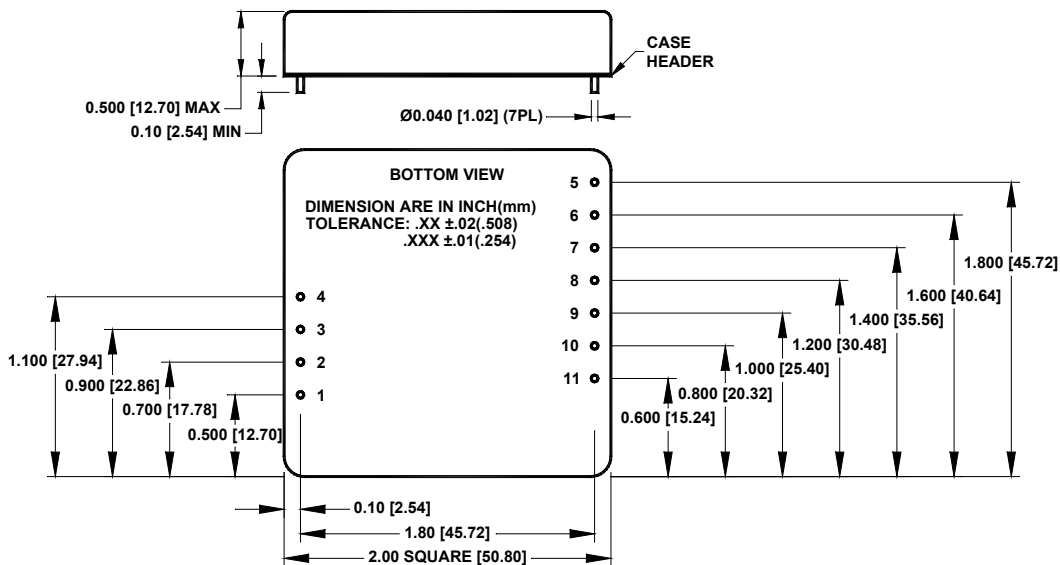 CASE
HEADER
0.500 [12.70] MAX
0.10 [2.54] MIN
Ø0.040 [1.02] (7PL)
BOTTOM VIEW
DIMENSION ARE IN INCH(mm)
TOLERANCE: .XX ±.02(.508)
.XXX ±.01(.254)
5
6
7
8
9
10
11
4
3
2
1
1.100 [27.94]
0.900 [22.86]
0.700 [17.78]
0.500 [12.70]
1.800 [45.72]
1.600 [40.64]
1.400 [35.56]
1.200 [30.48]
1.000 [25.40]
0.800 [20.32]
0.600 [15.24]
0.10 [2.54]
1.80 [45.72]
2.00 SQUARE [50.80]